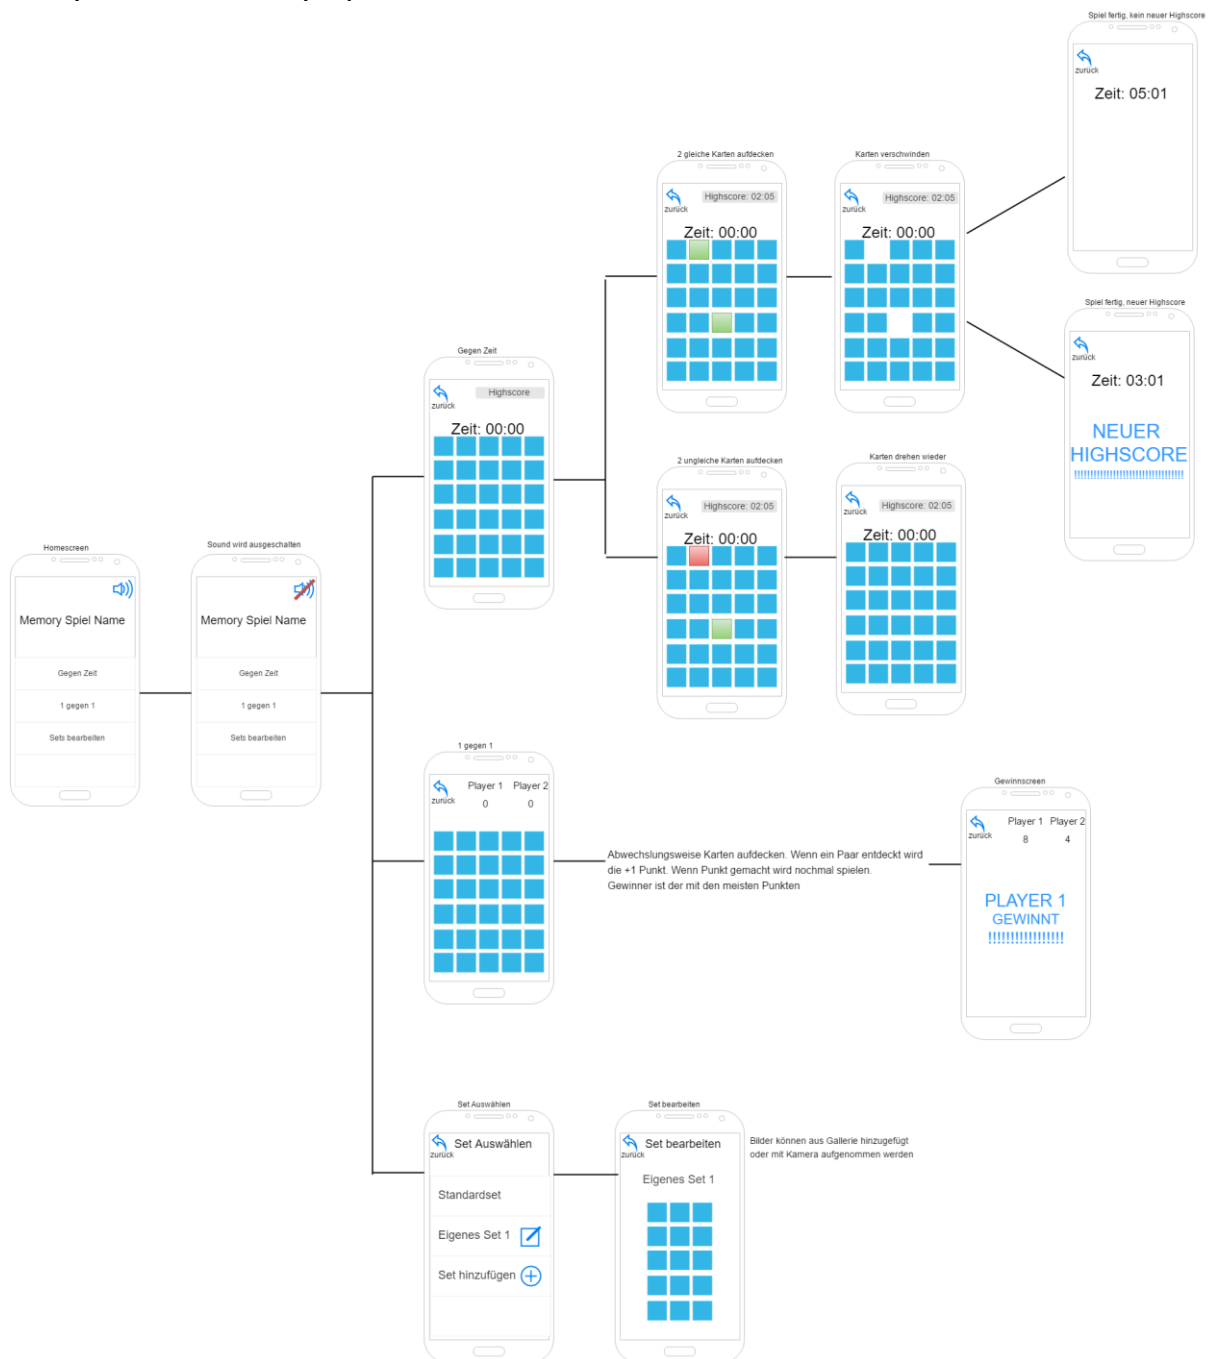 Spiel fertig, kein neuer Highscore
zurück
Zeit: 05:01
2 gleiche Karten aufdecken
zurück
Highscore: 02:05
Zeit: 00:00
Karten verschwinden
zurück
Highscore: 02:05
Zeit: 00:00
Spiel fertig, neuer Highscore
zurück
Zeit: 03:01
NEUER
HIGHSCORE
!!!!!!!!!!!!!!!!!!!!!!!!!!!!!!!!!!
Gegen Zeit
zurück
Highscore
Zeit: 00:00
2 ungleiche Karten aufdecken
zurück
Highscore: 02:05
Zeit: 00:00
Karten drehen wieder
zurück
Highscore: 02:05
Zeit: 00:00
Homescreen
Memory Spiel Name
Gegen Zeit
1 gegen 1
Sets bearbeiten
Sound wird ausgeschalten
Memory Spiel Name
Gegen Zeit
1 gegen 1
Sets bearbeiten
1 gegen 1
zurück
Player 1 Player 2
0 0
Abwechslungsweise Karten aufdecken. Wenn ein Paar entdeckt wird
die +1 Punkt. Wenn Punkt gemacht wird nochmal spielen.
Gewinner ist der mit den meisten Punkten
Gewinnscreen
zurück
Player 1 Player 2
8 4
PLAYER 1
GEWINNT
!!!!!!!!!!!!!!!!!
Set Auswählen
zurück
Set Auswählen
Standardset
Eigenes Set 1
Set hinzufügen
Set bearbeiten
zurück
Set bearbeiten
Eigenes Set 1
Bilder können aus Gallerie hinzugefügt
oder mit Kamera aufgenommen werden